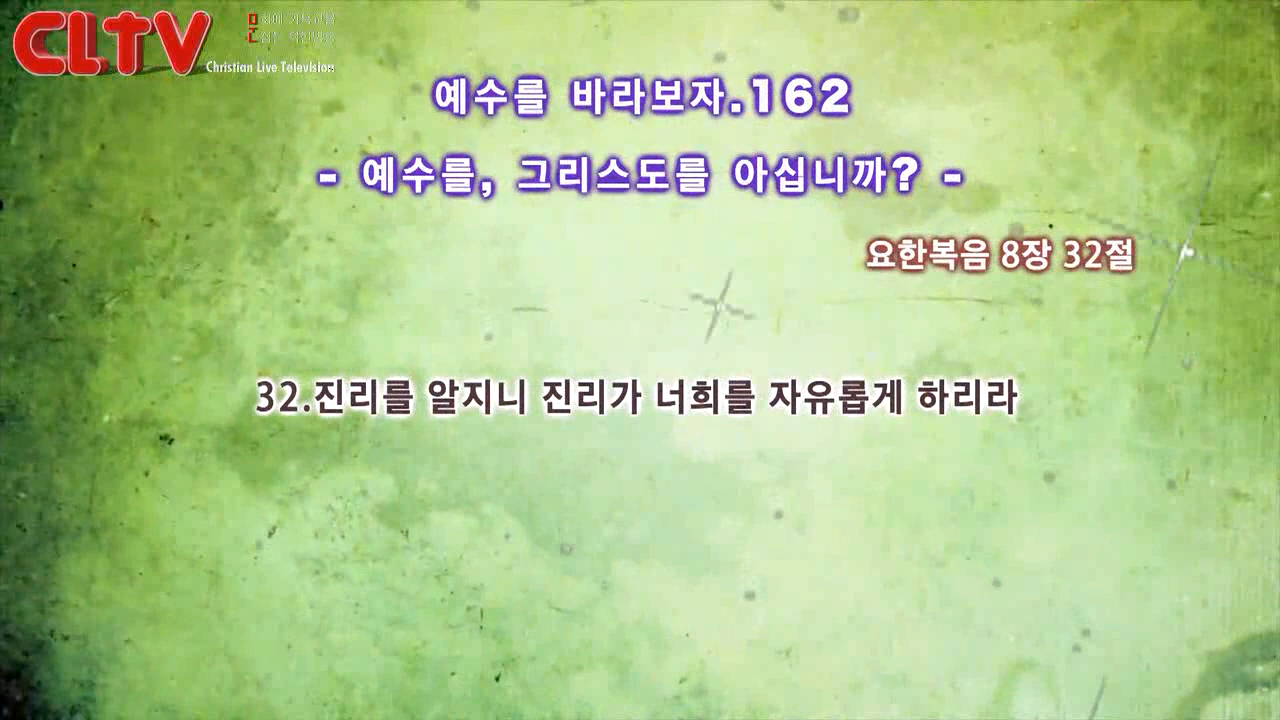 CLTV
Christian Live Television
예수를 바라보자.162
- 예수를, 그리스도를 아십니까? -
요한복음 8장 32절
32.진리를 알지니 진리가 너희를 자유롭게 하리라